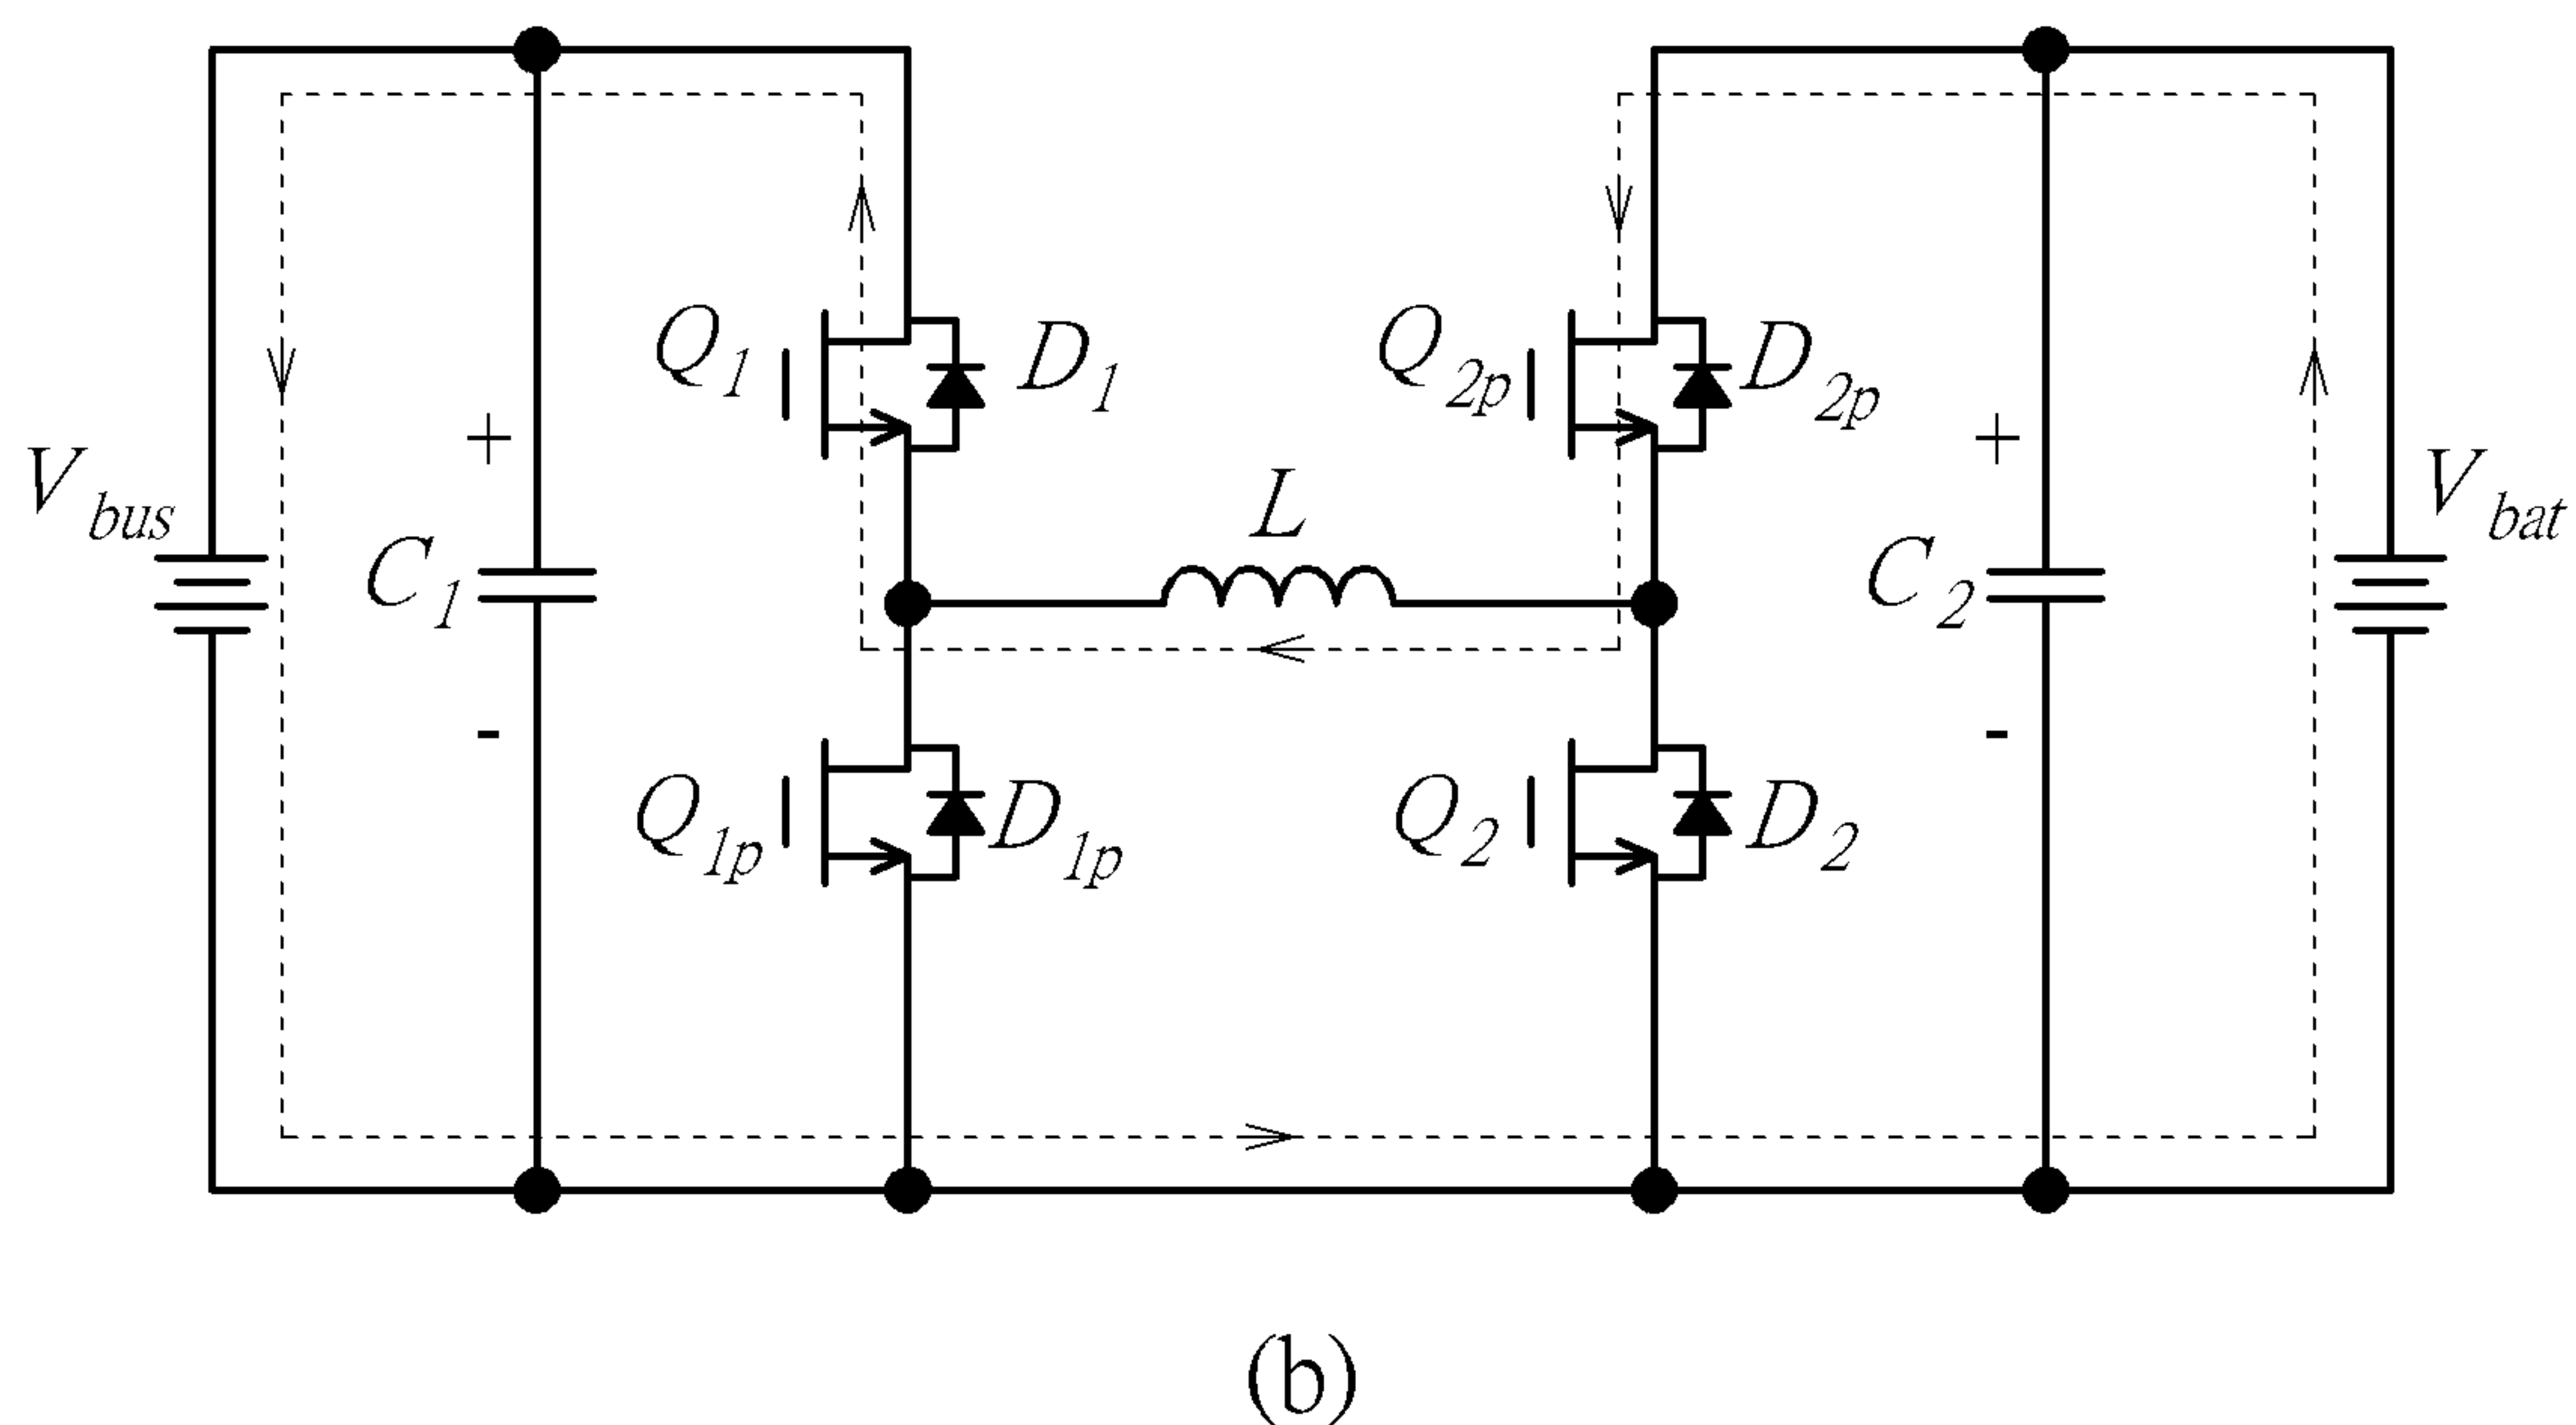 Q1 D1 Q2p D2p
+ +
Vbus L Vbat
C1 C2
- -
Q1p D1p Q2 D2
(b)